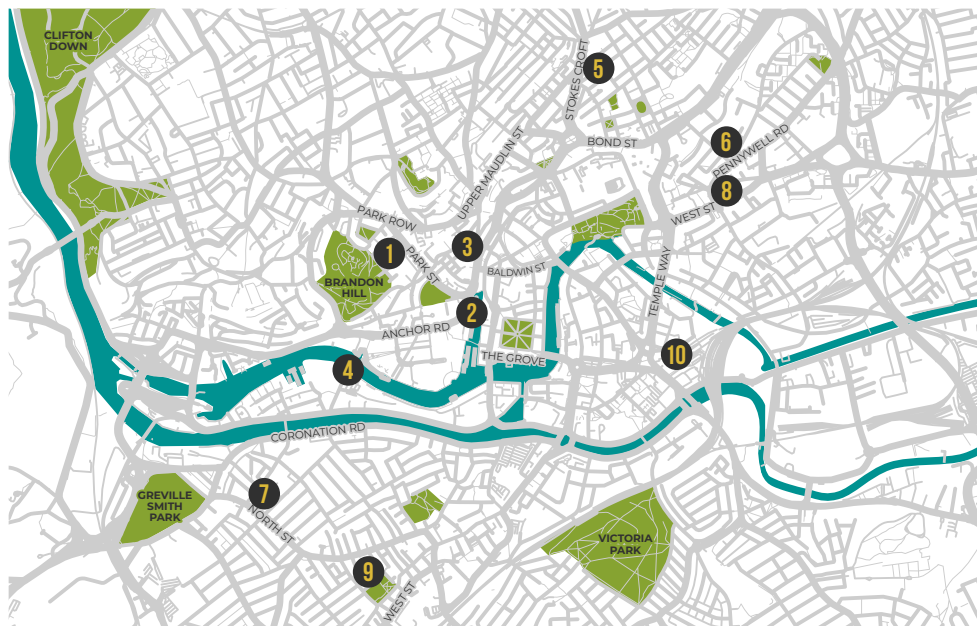 CLIFTON
DOWN
STOKES CROFT
5
BOND ST
6
PENNYWELL RD
UPPER MAUDLIN ST
8
WEST ST
PARK ROW
1
PARK ST
3
BALDWIN ST
BRANDON
HILL
TEMPLE WAY
2
ANCHOR RD
THE GROVE
10
4
CORONATION RD
7
GREVILLE
SMITH
PARK
NORTH ST
VICTORIA
PARK
9
WEST ST